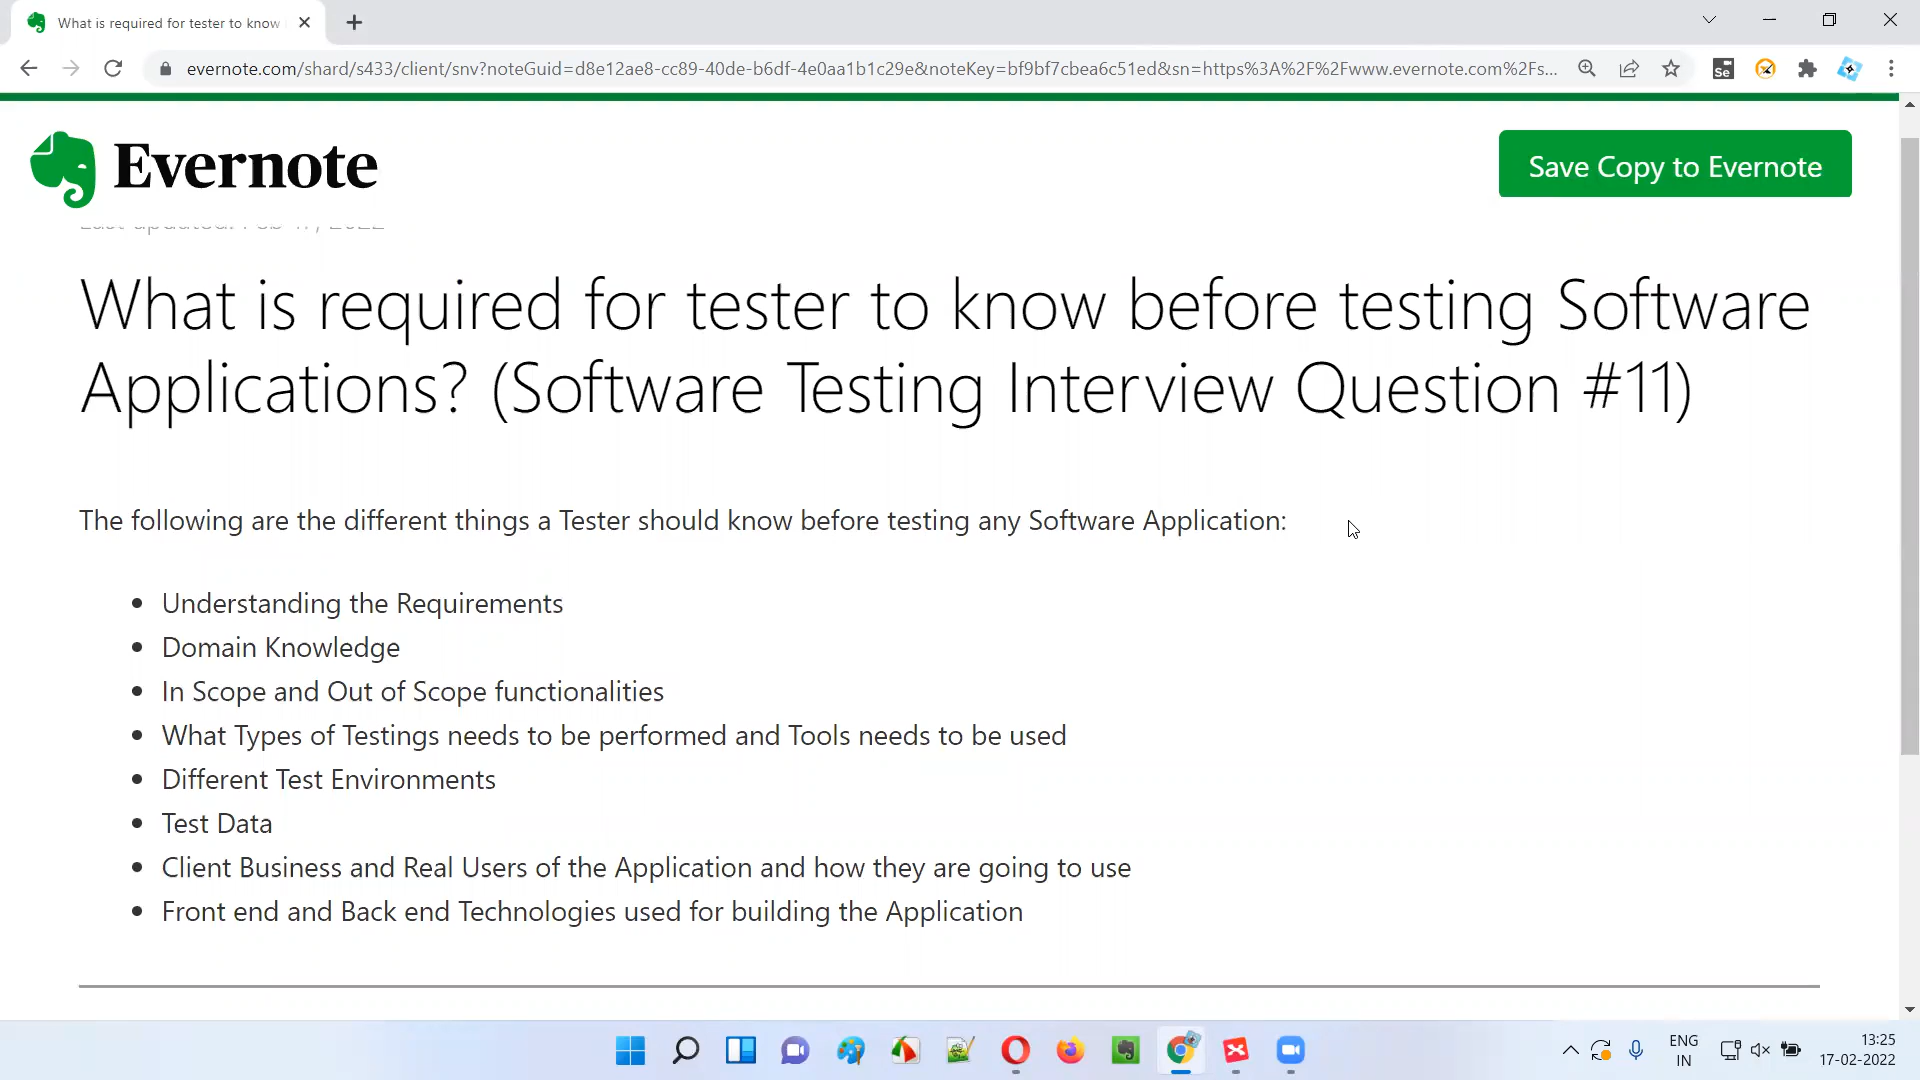 What is required for tester to know
evernote.com/shard/s433/client/snv?noteGuid=d8e12ae8-cc89-40de-b6df-4e0aa1b1c29e&noteKey=bf9bf7cbea6c51ed&sn=https%3A%2F%2Fwww.evernote.com%2Fs...
Se
Evernote
Save Copy to Evernote
Last updated: Feb 17, 2022
What is required for tester to know before testing Software
Applications? (Software Testing Interview Question #11)
The following are the different things a Tester should know before testing any Software Application:
• Understanding the Requirements
• Domain Knowledge
• In Scope and Out of Scope functionalities
• What Types of Testings needs to be performed and Tools needs to be used
• Different Test Environments
• Test Data
• Client Business and Real Users of the Application and how they are going to use
• Front end and Back end Technologies used for building the Application
ENG
IN
13:25
17-02-2022